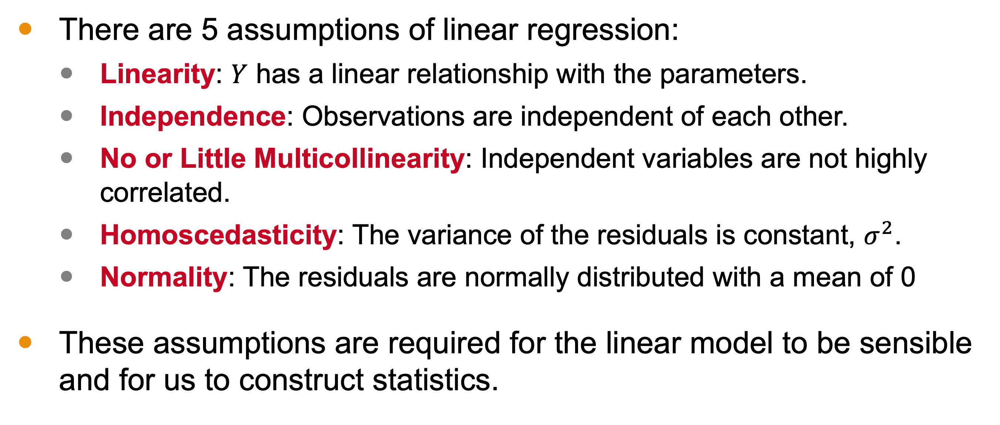 • There are 5 assumptions of linear regression:
• Linearity: Y has a linear relationship with the parameters.
• Independence: Observations are independent of each other.
• No or Little Multicollinearity: Independent variables are not highly
correlated.
• Homoscedasticity: The variance of the residuals is constant, σ².
• Normality: The residuals are normally distributed with a mean of 0
• These assumptions are required for the linear model to be sensible
and for us to construct statistics.